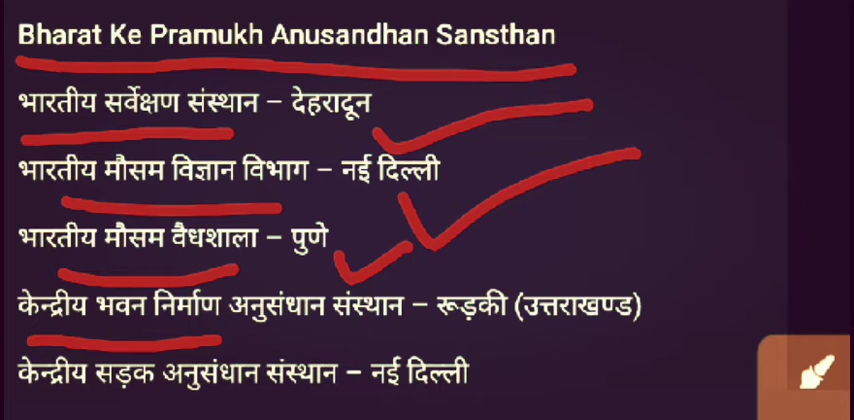 Bharat Ke Pramukh Anusandhan Sansthan
भारतीय सर्वेक्षण संस्थान – देहरादून
भारतीय मौसम विज्ञान विभाग – नई दिल्ली
भारतीय मौसम वैधशाला – पुणे
केन्द्रीय भवन निर्माण अनुसंधान संस्थान – रूड़की (उत्तराखण्ड)
केन्द्रीय सड़क अनुसंधान संस्थान – नई दिल्ली